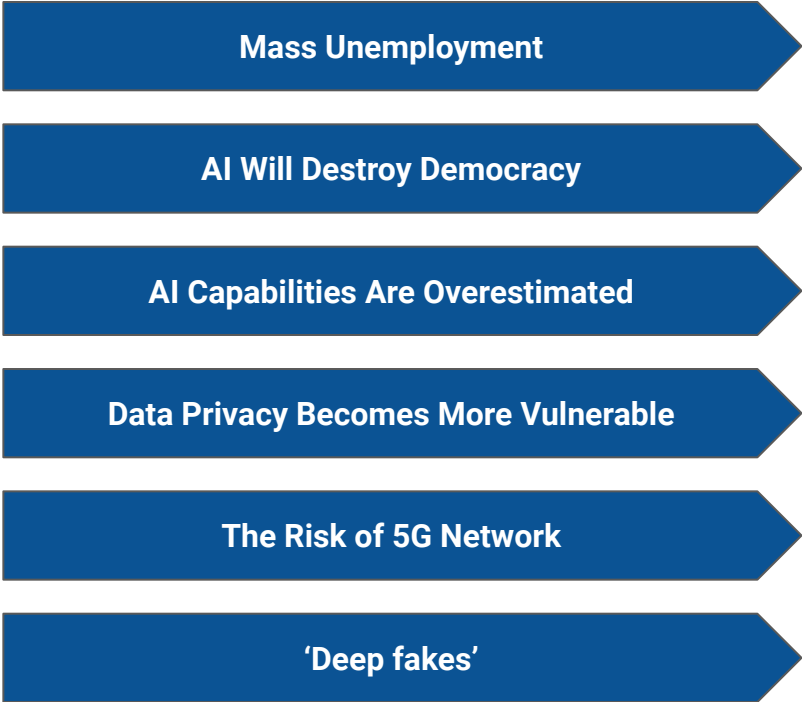 Mass Unemployment
AI Will Destroy Democracy
AI Capabilities Are Overestimated
Data Privacy Becomes More Vulnerable
The Risk of 5G Network
‘Deep fakes’